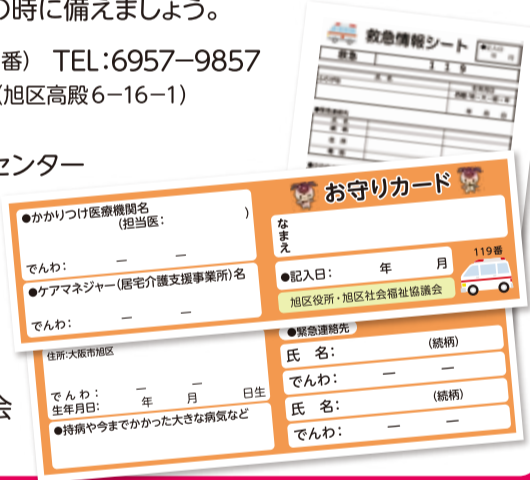 の時に備えましょう。
番） TEL:6957−9857
（旭区高殿6−16−1）
センター
会
救急情報シート
救急 119
お守りカード
●かかりつけ医療機関名
（担当医： ）
でんわ： − −
●ケアマネジャー（居宅介護支援事業所）名
でんわ： − −
なまえ
●記入日： 年 月
119番
旭区役所・旭区社会福祉協議会
住所：大阪市旭区
でんわ： − −
生年月日： 年 月 日生
●持病や今までかかった大きな病気など
●緊急連絡先
氏 名： （続柄）
でんわ： − −
氏 名： （続柄）
でんわ： − −